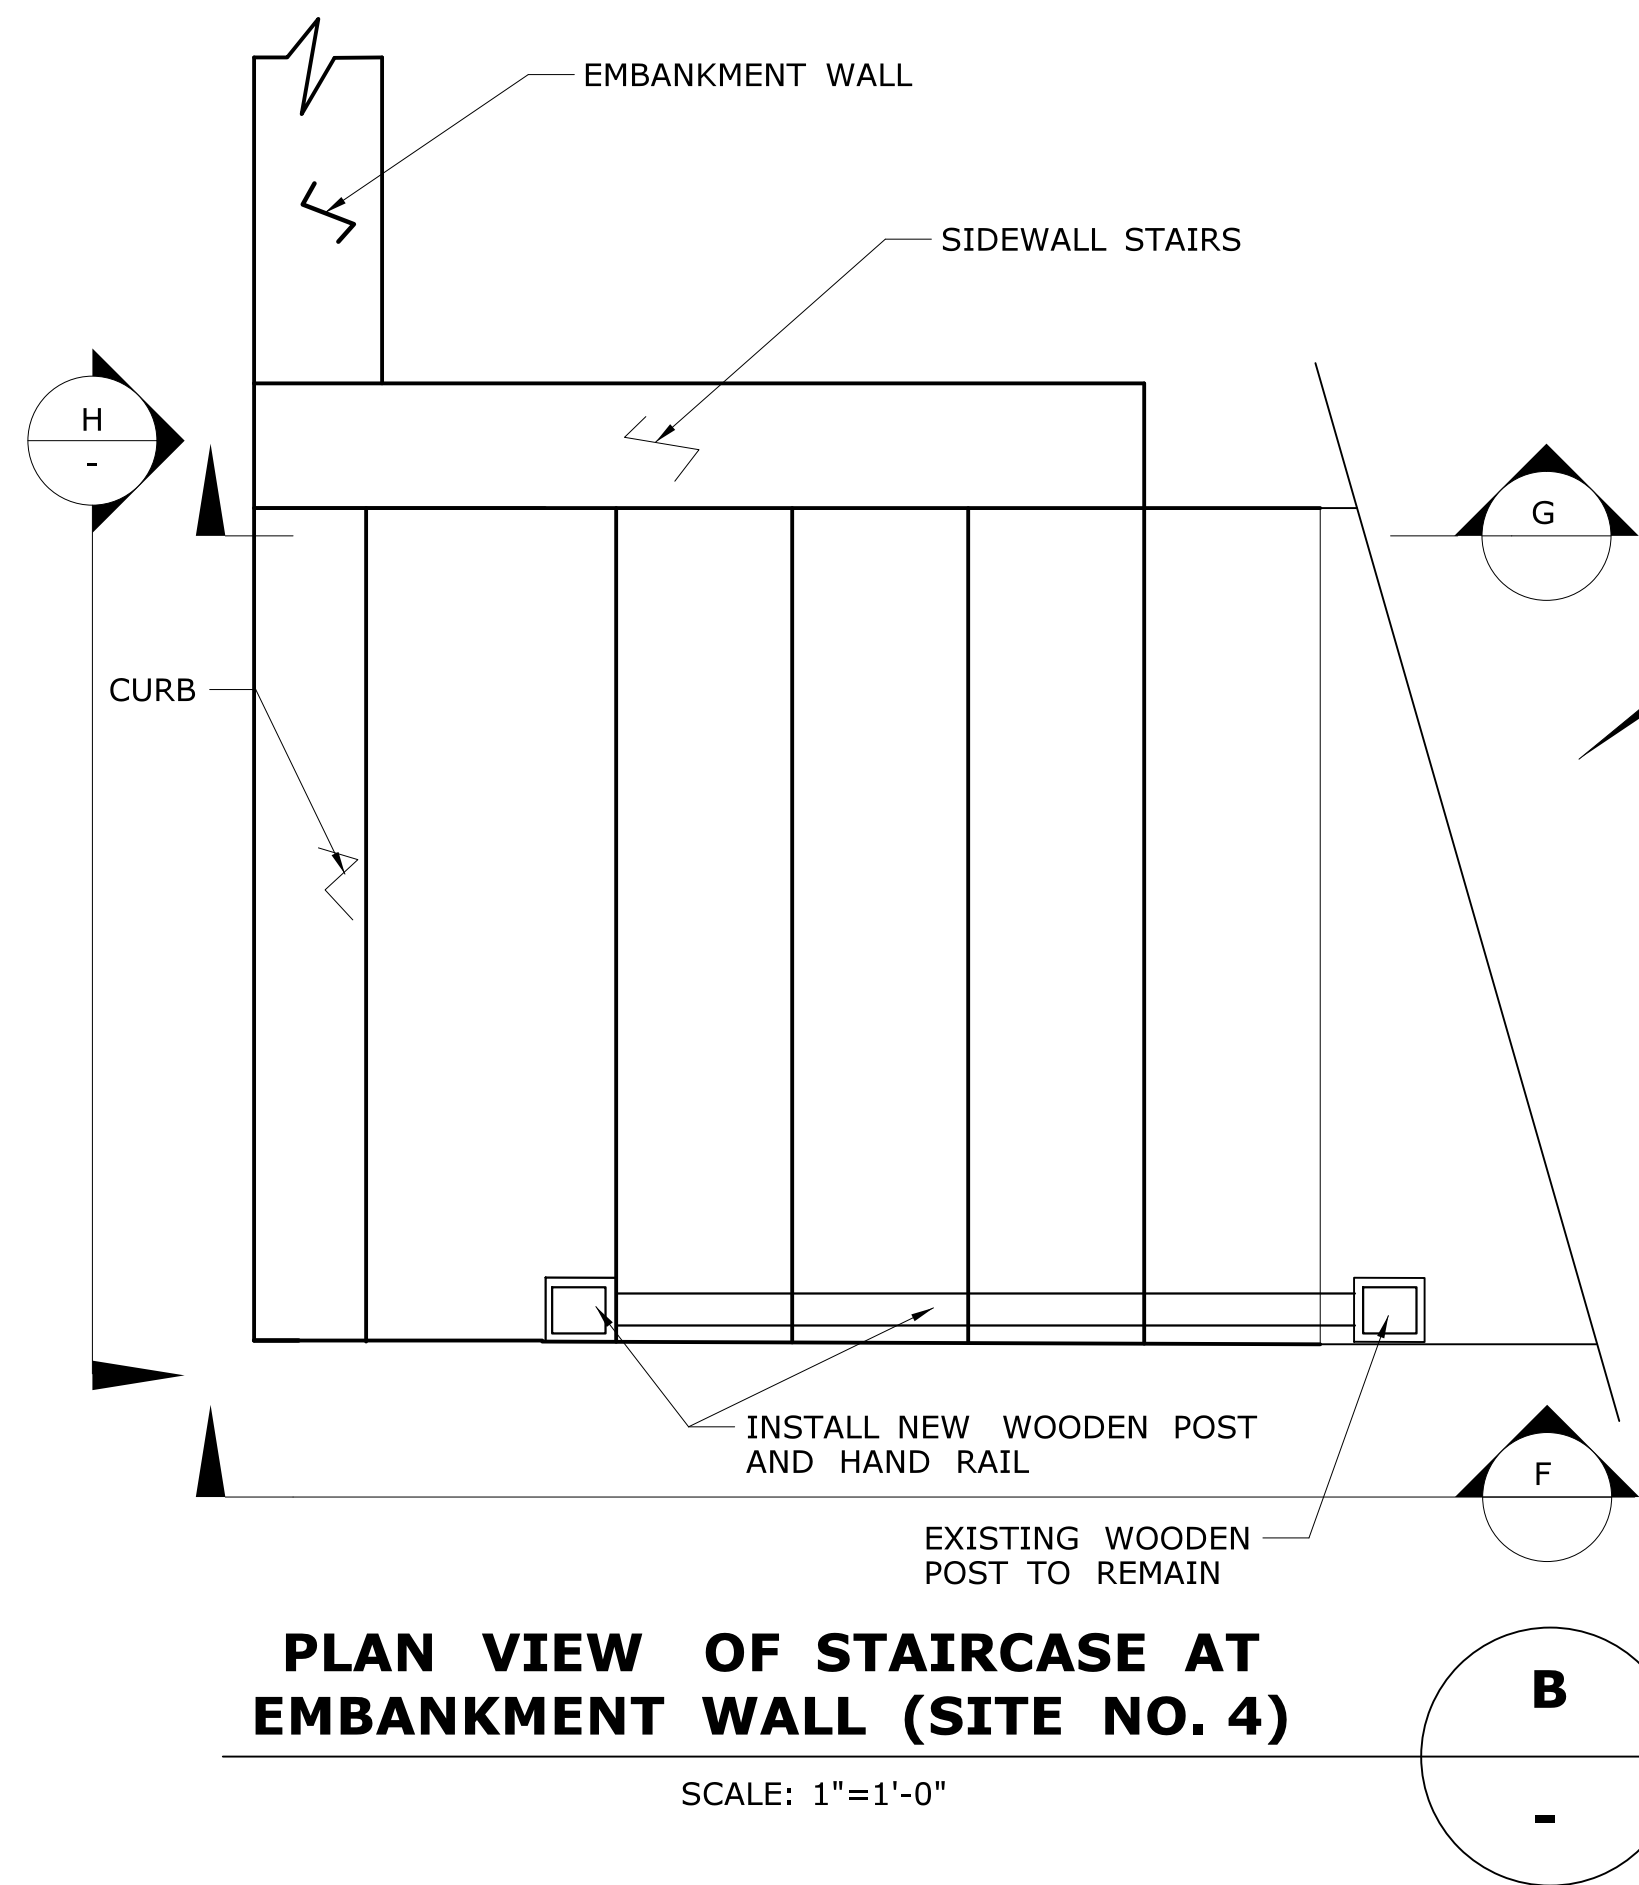 EMBANKMENT WALL
SIDEWALL STAIRS
H
-
G
CURB
INSTALL NEW WOODEN POST
AND HAND RAIL
F
EXISTING WOODEN
POST TO REMAIN
PLAN VIEW OF STAIRCASE AT
EMBANKMENT WALL (SITE NO. 4)
B
-
SCALE: 1"=1'-0"